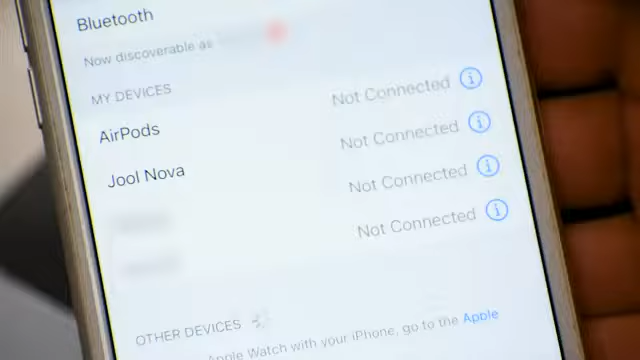 Bluetooth
Now discoverable as
MY DEVICES
AirPods Not Connected
Jool Nova Not Connected
Not Connected
Not Connected
OTHER DEVICES
Apple Watch with your iPhone, go to the Apple